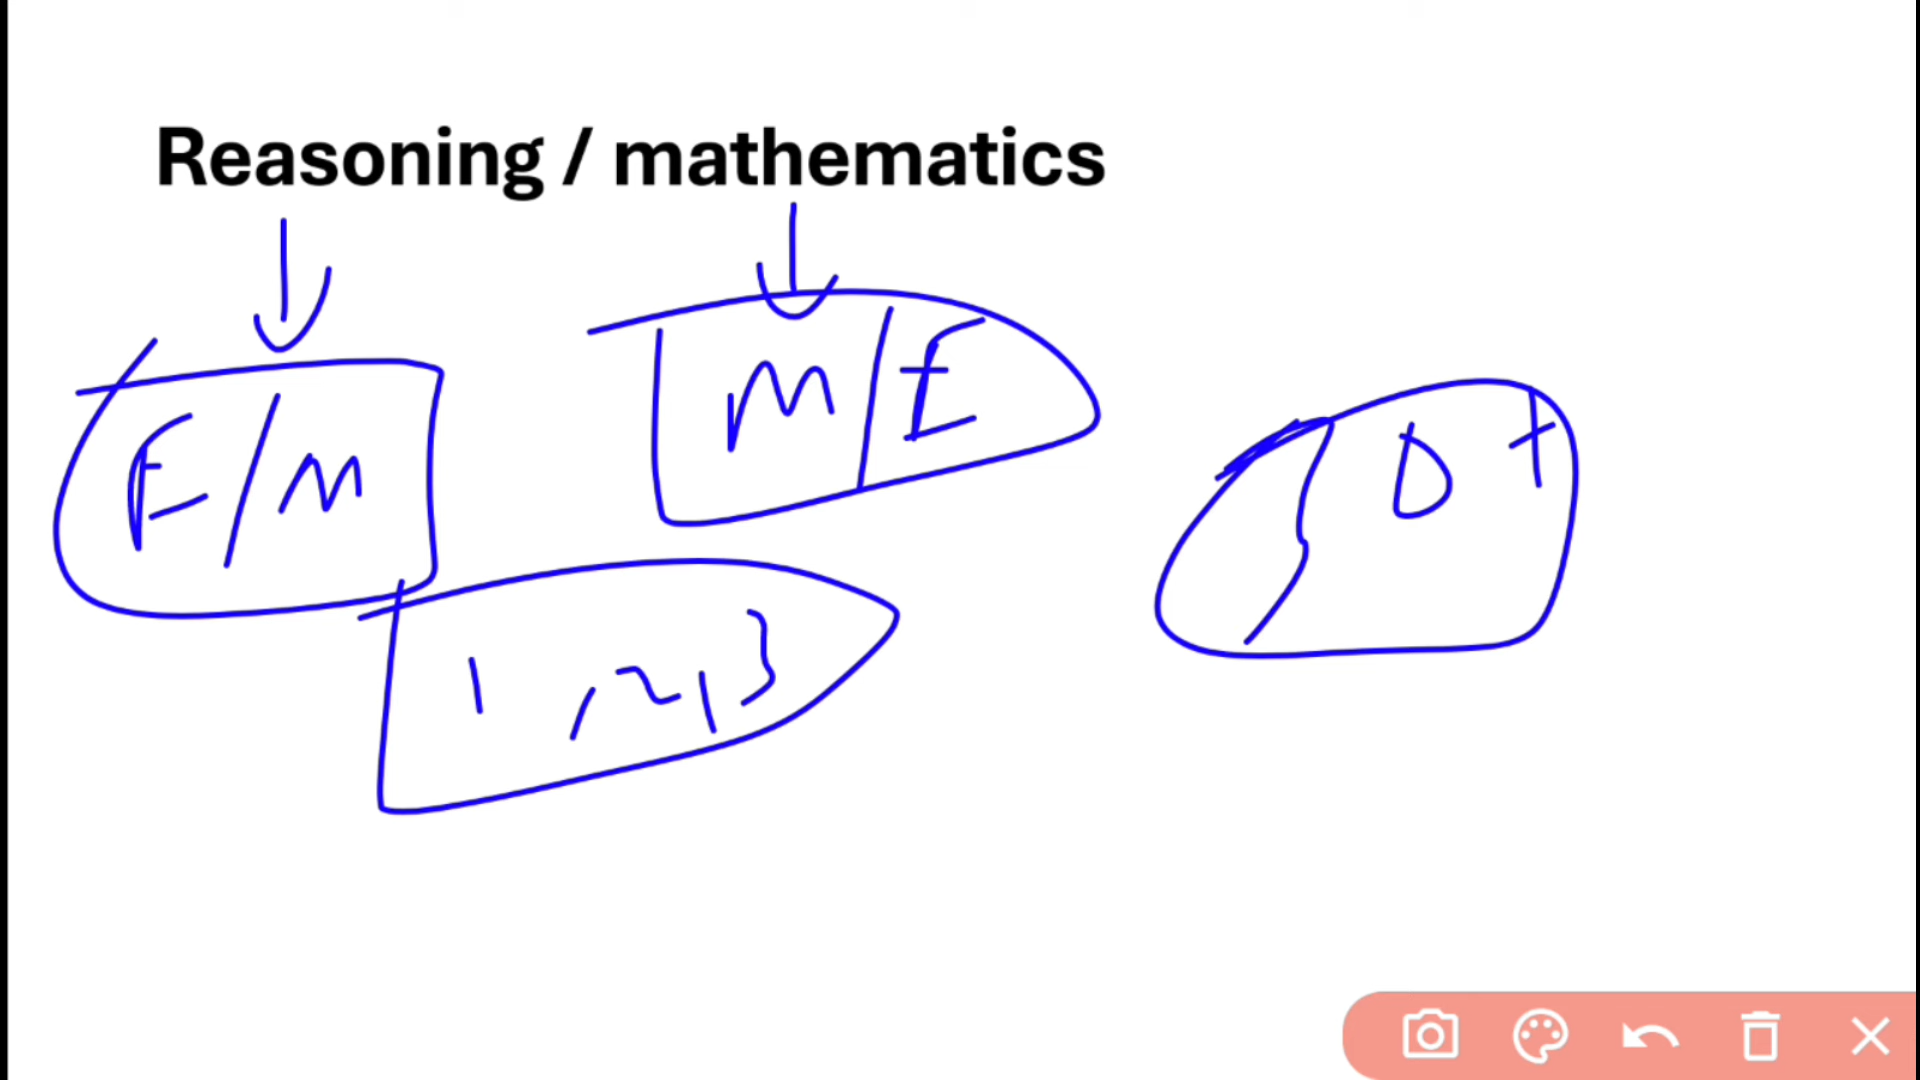 Reasoning / mathematics
E/M
M/E
1, 2, 3
D+